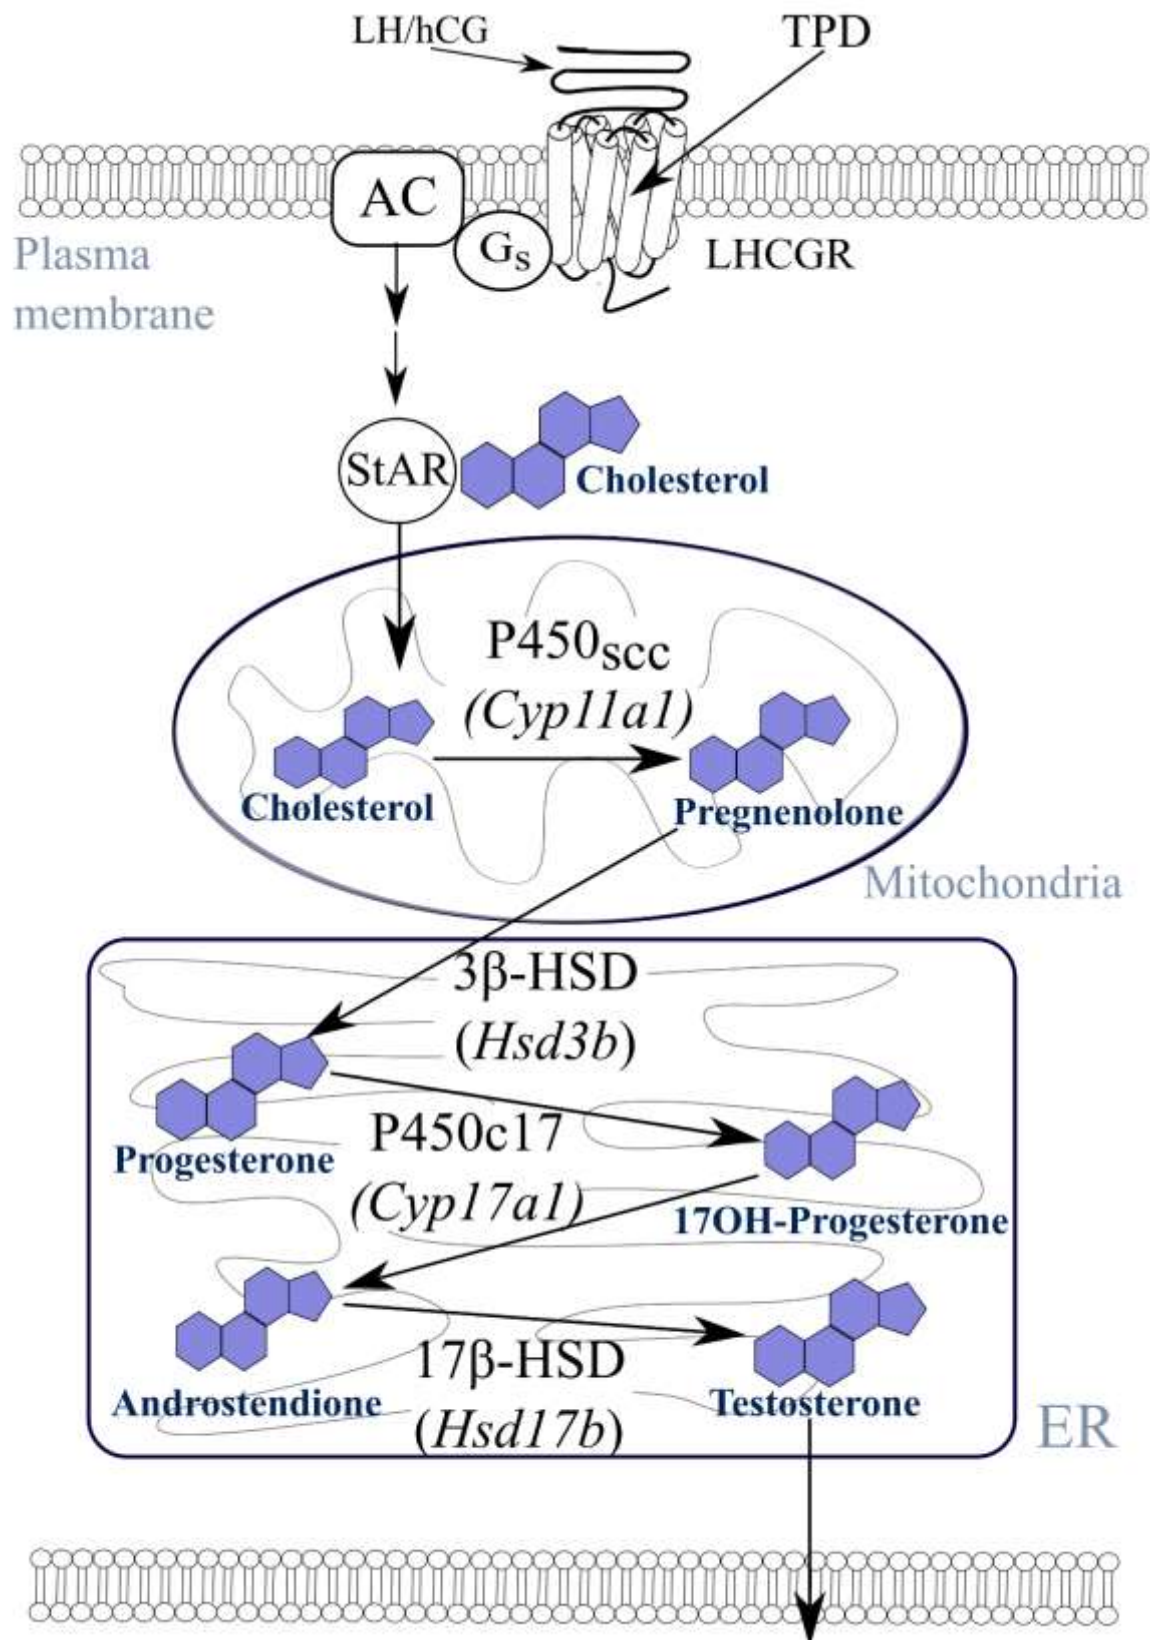 LH/hCG
TPD
AC
Gs
LHCGR
Plasma
membrane
StAR
Cholesterol
P450scc
(Cyp11a1)
Cholesterol
Pregnenolone
Mitochondria
3β-HSD
(Hsd3b)
P450c17
Progesterone
(Cyp17a1)
17OH-Progesterone
17β-HSD
Androstendione
Testosterone
(Hsd17b)
ER